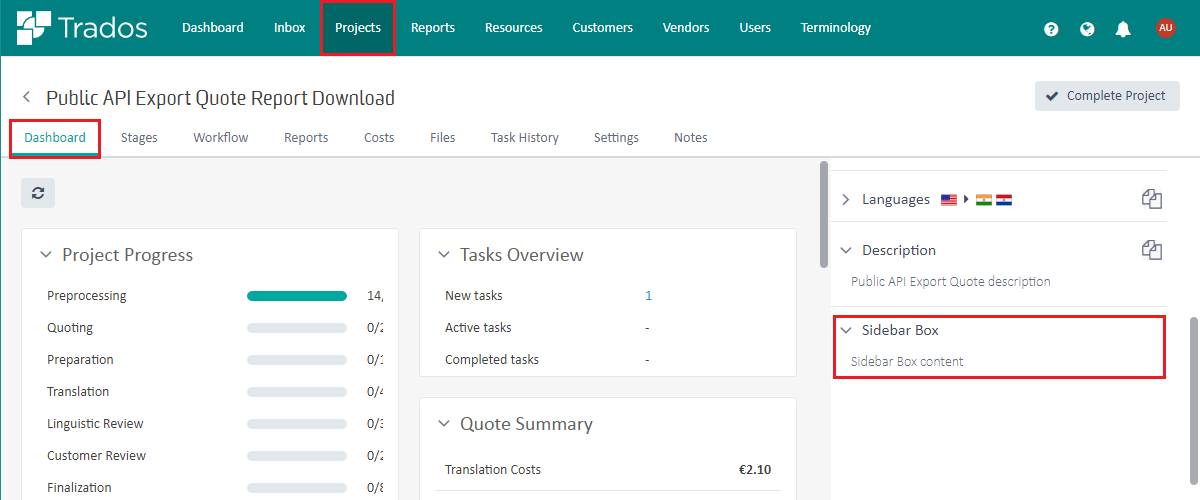 Trados Dashboard Inbox Projects Reports Resources Customers Vendors Users Terminology ? AU
Public API Export Quote Report Download
Complete Project
Dashboard Stages Workflow Reports Costs Files Task History Settings Notes
Project Progress
Preprocessing 14,
Quoting 0/2
Preparation 0/1
Translation 0/4
Linguistic Review 0/3
Customer Review 0/2
Finalization 0/8
Tasks Overview
New tasks 1
Active tasks -
Completed tasks -
Quote Summary
Translation Costs €2.10
Languages
Description
Public API Export Quote description
Sidebar Box
Sidebar Box content